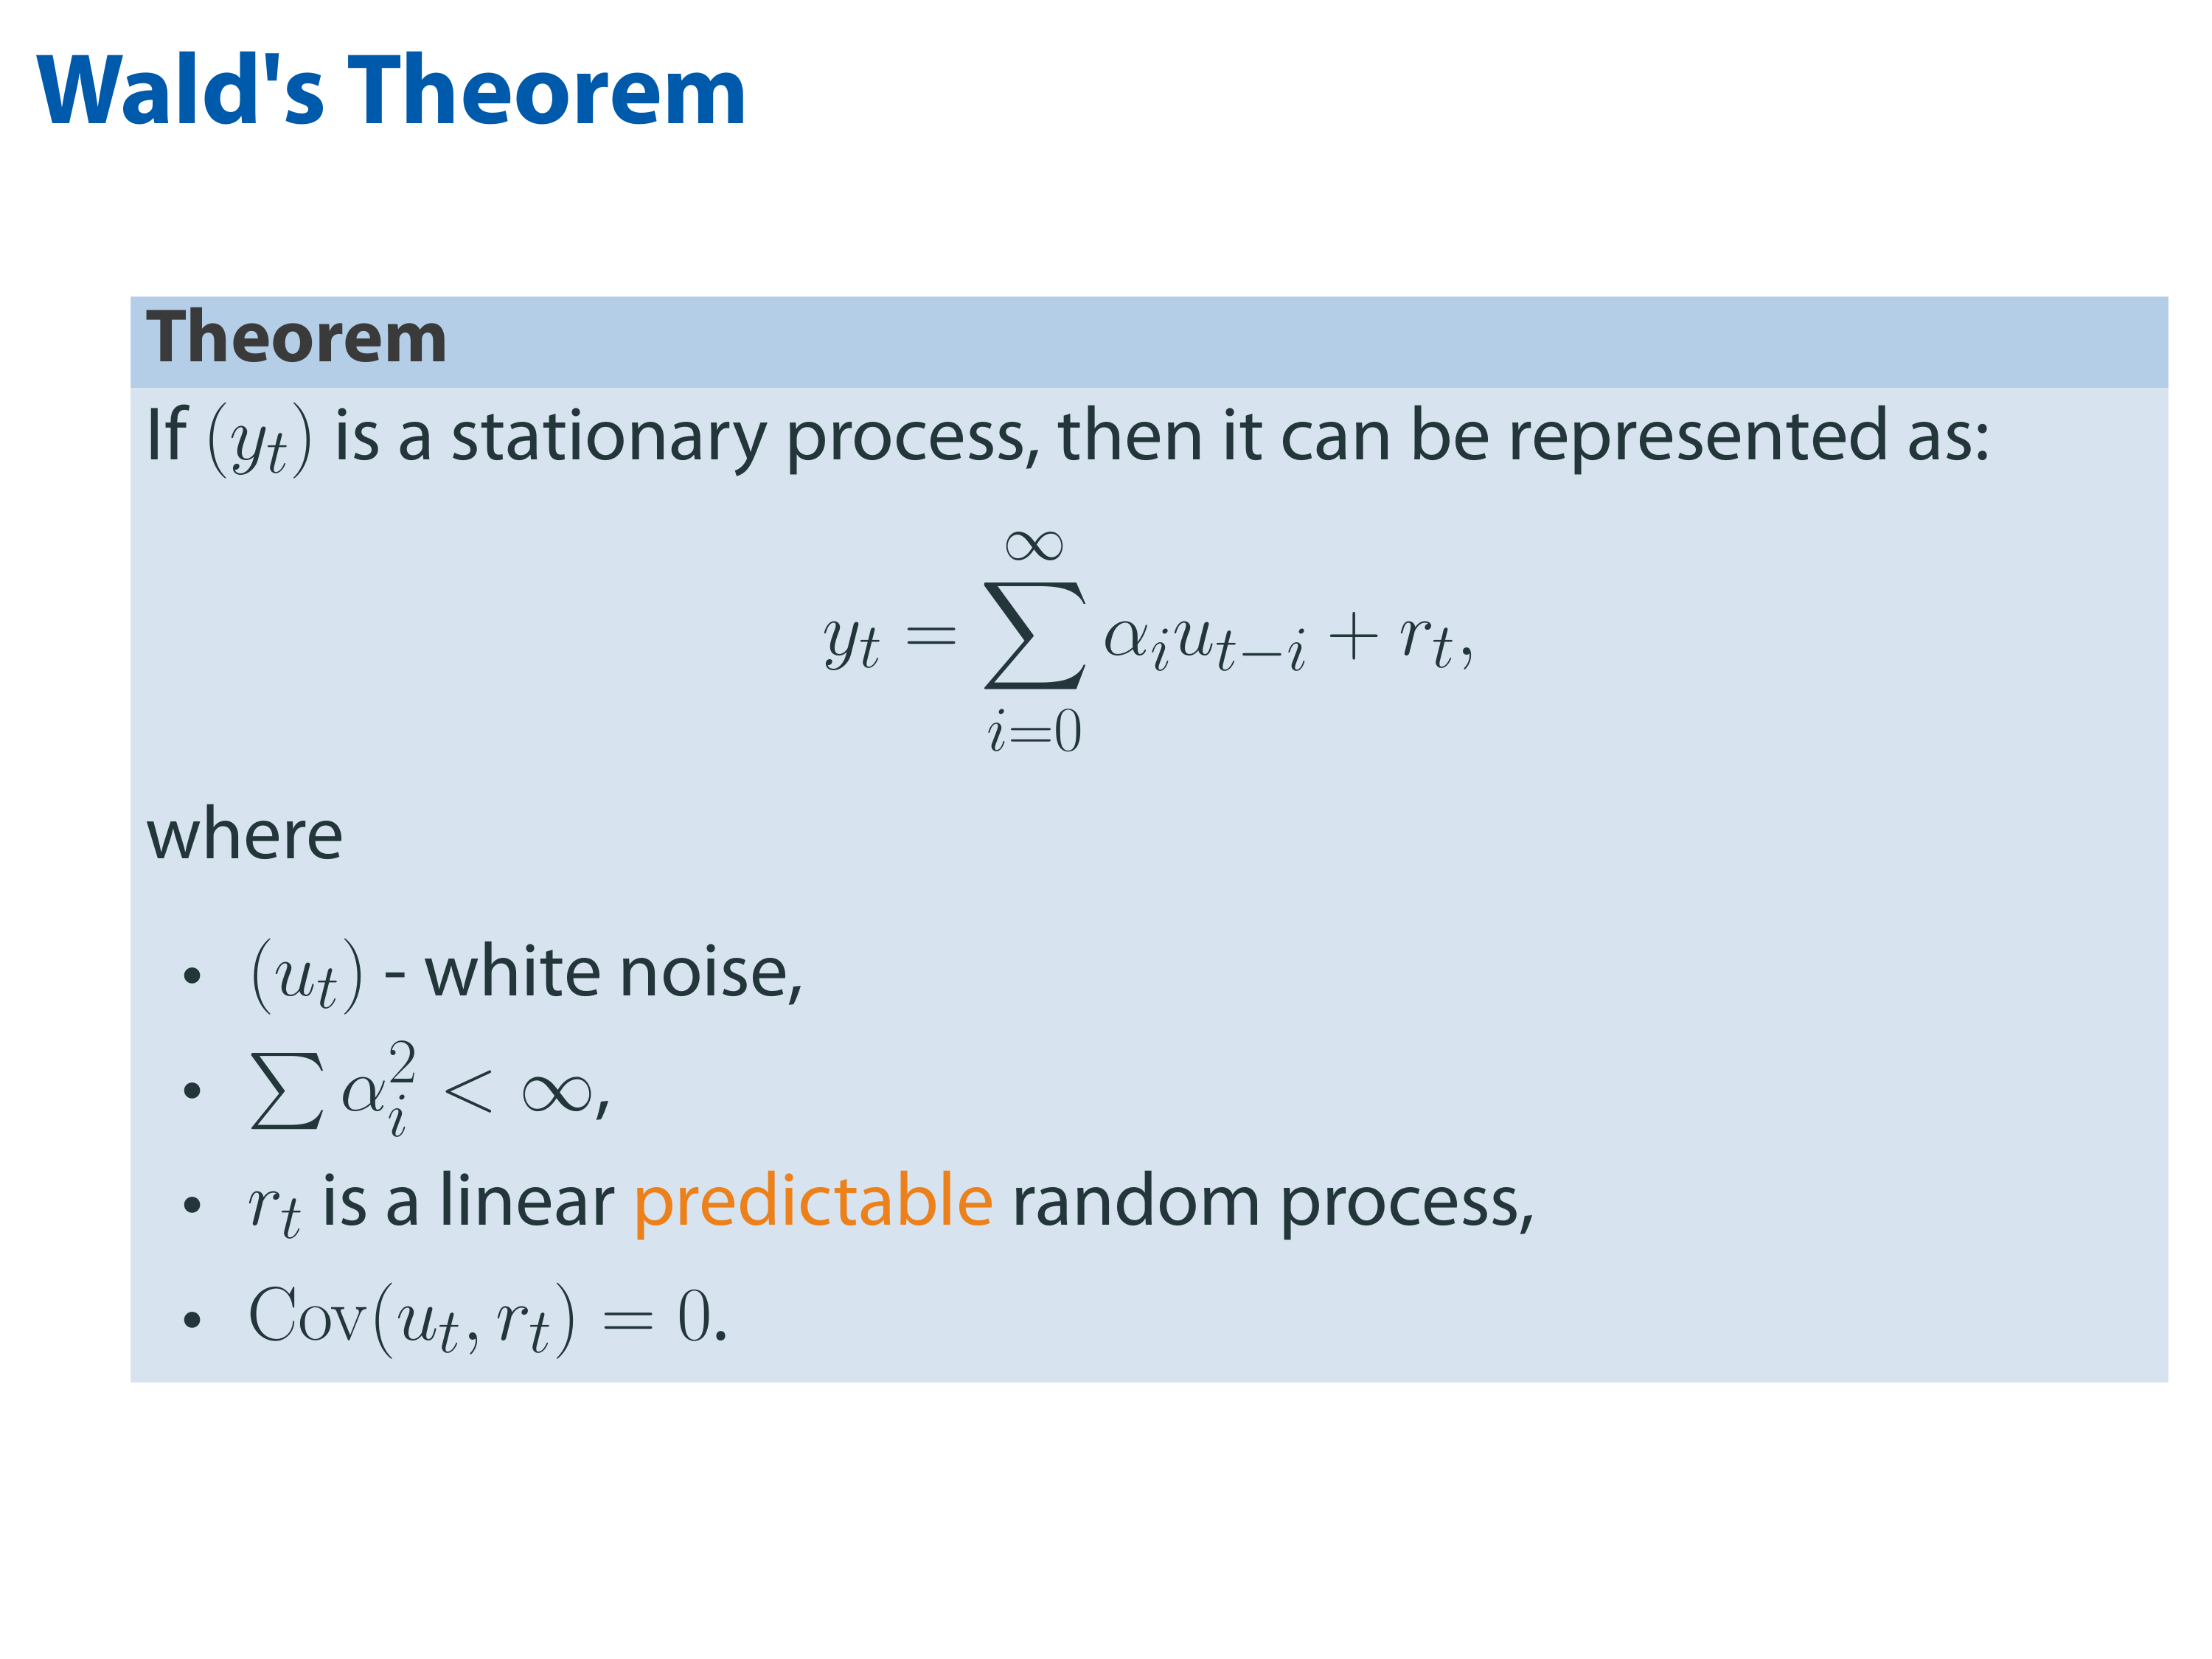 Wald's Theorem
Theorem
If $(y_t)$ is a stationary process, then it can be represented as:
$$y_t = \sum_{i=0}^{\infty} \alpha_i u_{t-i} + r_t,$$
where
• $(u_t)$ - white noise,
• $\sum \alpha_i^2 < \infty$,
• $r_t$ is a linear predictable random process,
• $\mathrm{Cov}(u_t, r_t) = 0$.